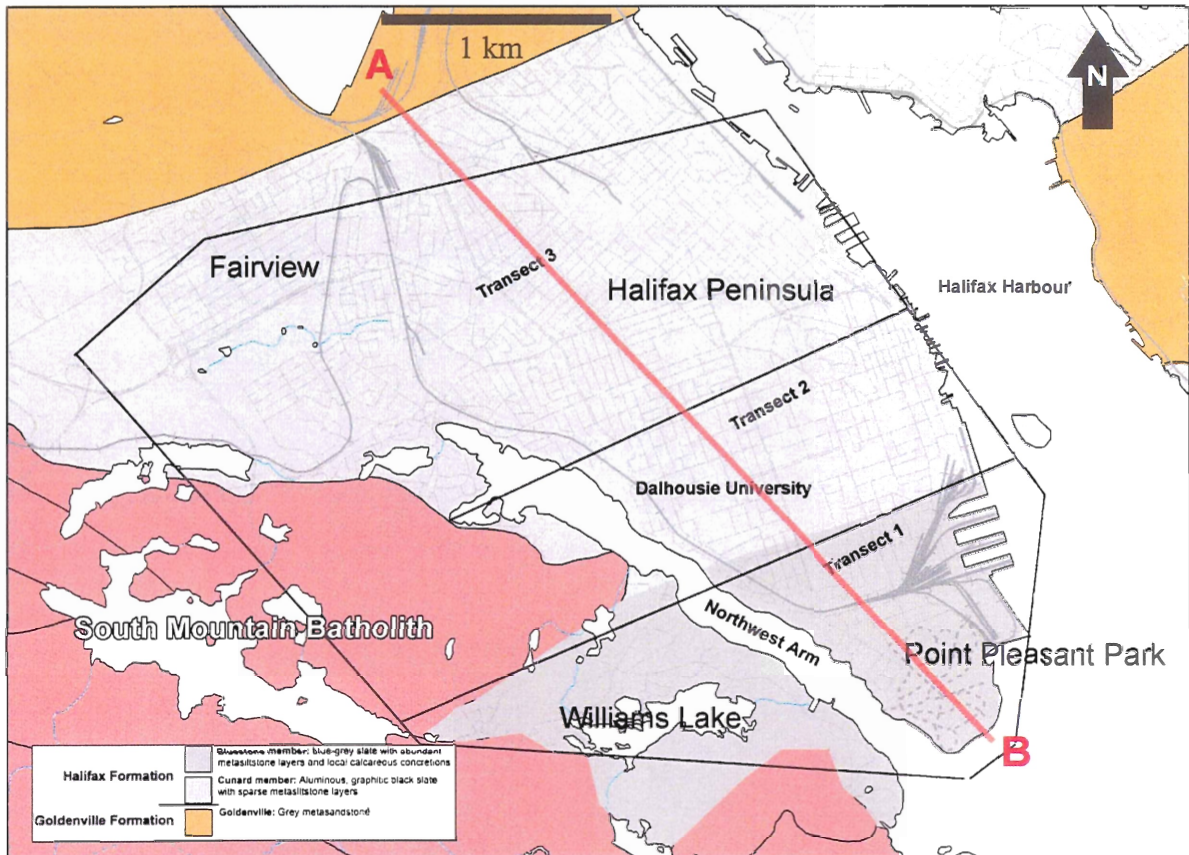 1 km
A
N
Fairview
Transect 3
Halifax Peninsula
Halifax Harbour
Transect 2
Dalhousie University
Transect 1
South Mountain Batholith
Northwest Arm
Point Pleasant Park
Williams Lake
B
Halifax Formation
Bluestone member: blue-grey slate with abundant
metasiltstone layers and local calcareous concretions
Cunard member: Aluminous, graphitic black slate
with sparse metasiltstone layers
Goldenville Formation
Goldenville: Grey metasandstone